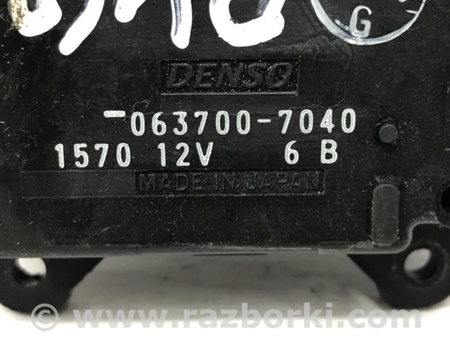 G
DENSO
063700-7040
1570 12V 6 B
MADE IN JAPAN
© www.razborki.com